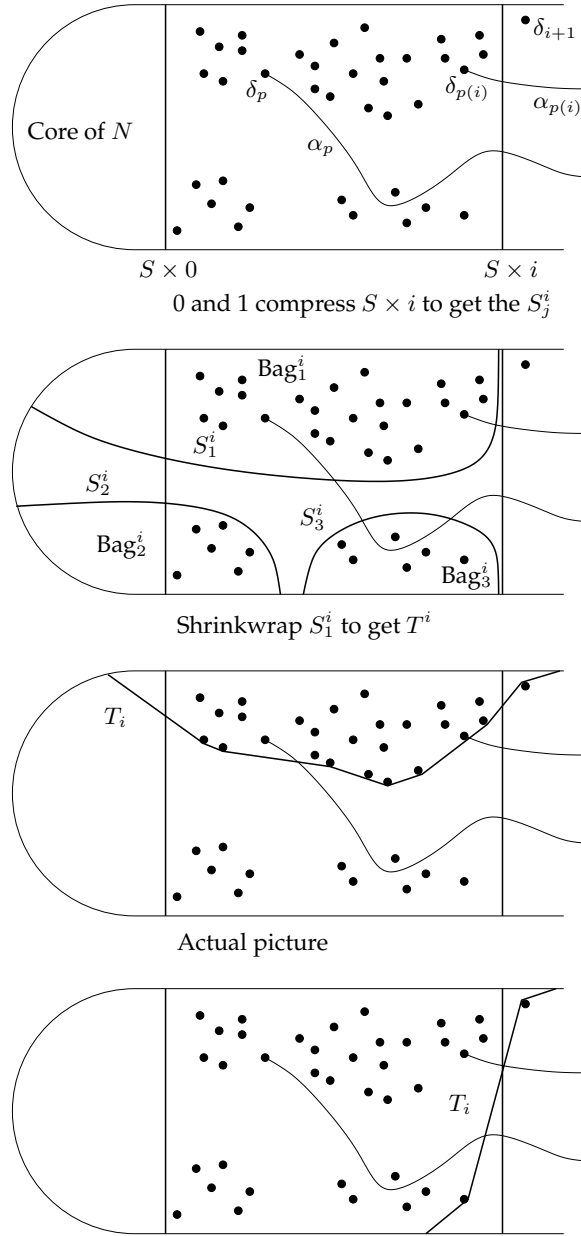 δ_{i+1}
δ_p
δ_{p(i)}
α_{p(i)}
Core of N
α_p
S × 0
S × i
0 and 1 compress S × i to get the S^i_j
Bag^i_1
S^i_1
S^i_2
S^i_3
Bag^i_2
Bag^i_3
Shrinkwrap S^i_1 to get T^i
T_i
Actual picture
T_i